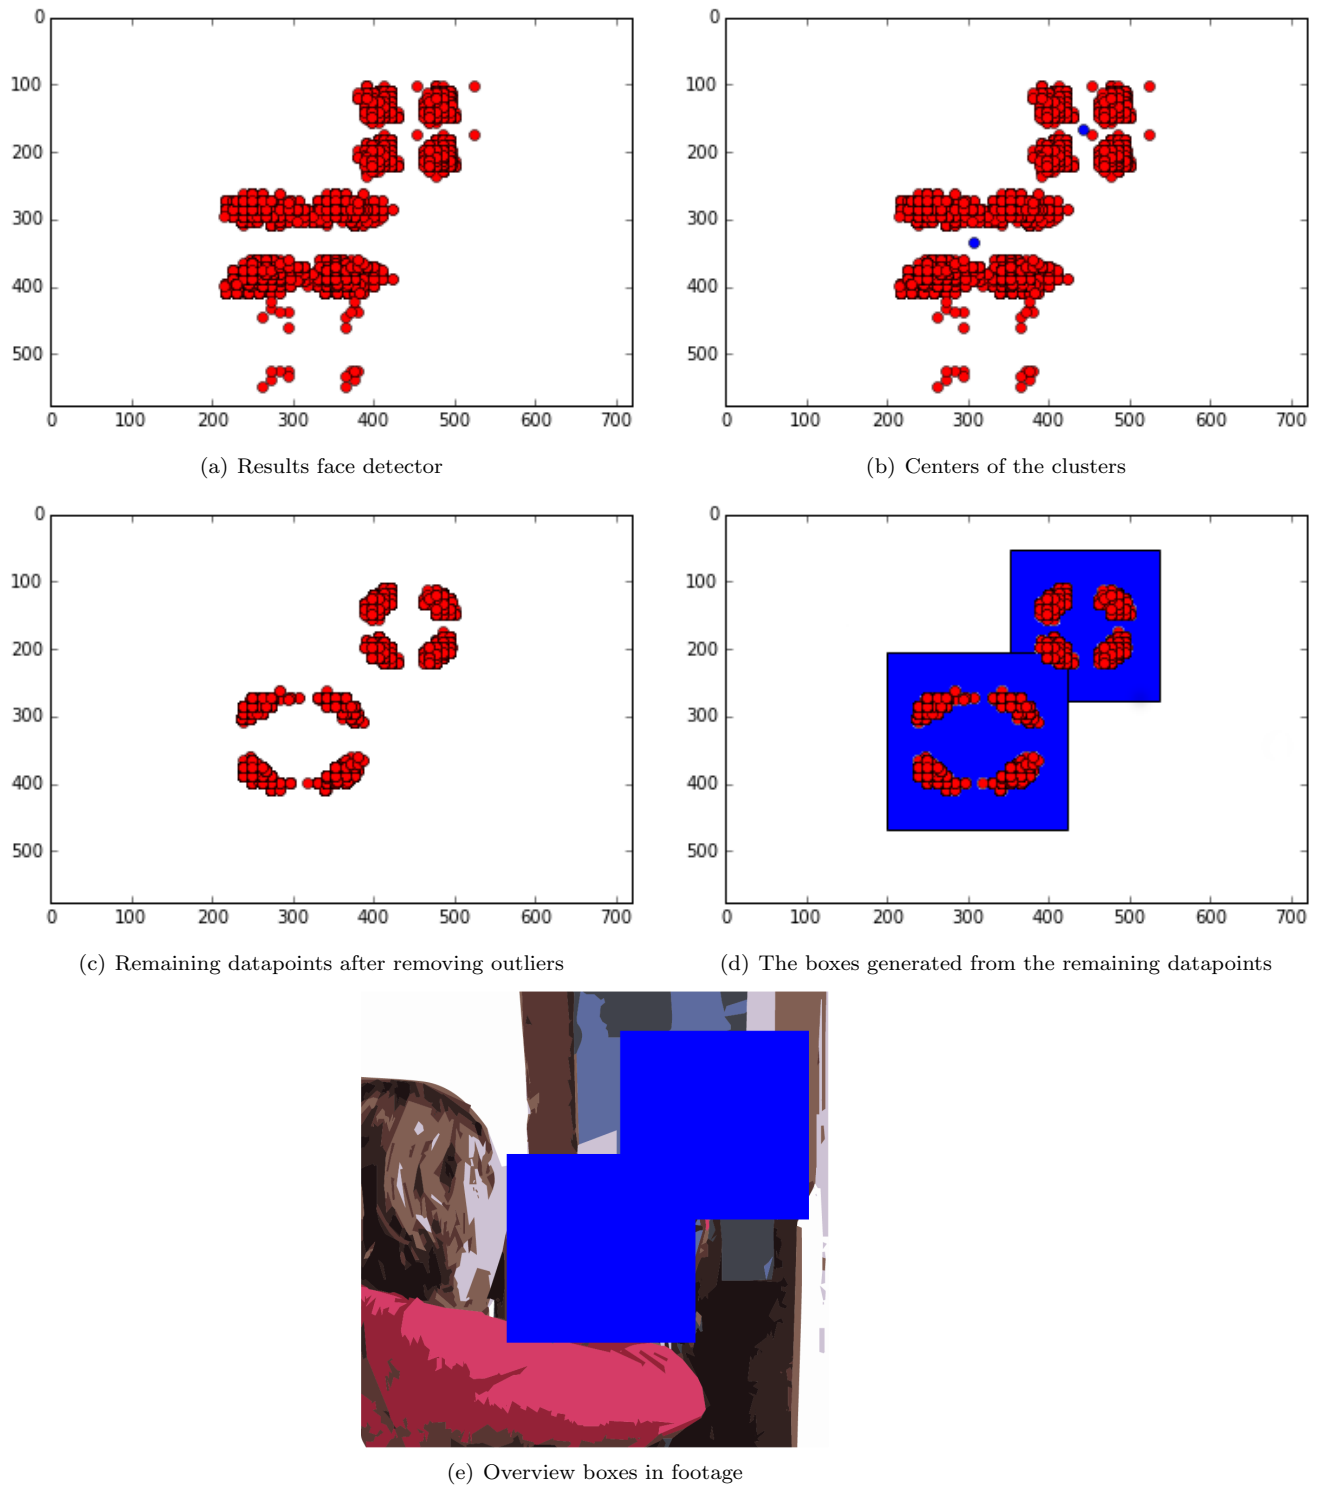 0
100
200
300
400
500
0 100 200 300 400 500 600 700
(a) Results face detector
0
100
200
300
400
500
0 100 200 300 400 500 600 700
(b) Centers of the clusters
0
100
200
300
400
500
0 100 200 300 400 500 600 700
(c) Remaining datapoints after removing outliers
0
100
200
300
400
500
0 100 200 300 400 500 600 700
(d) The boxes generated from the remaining datapoints
(e) Overview boxes in footage